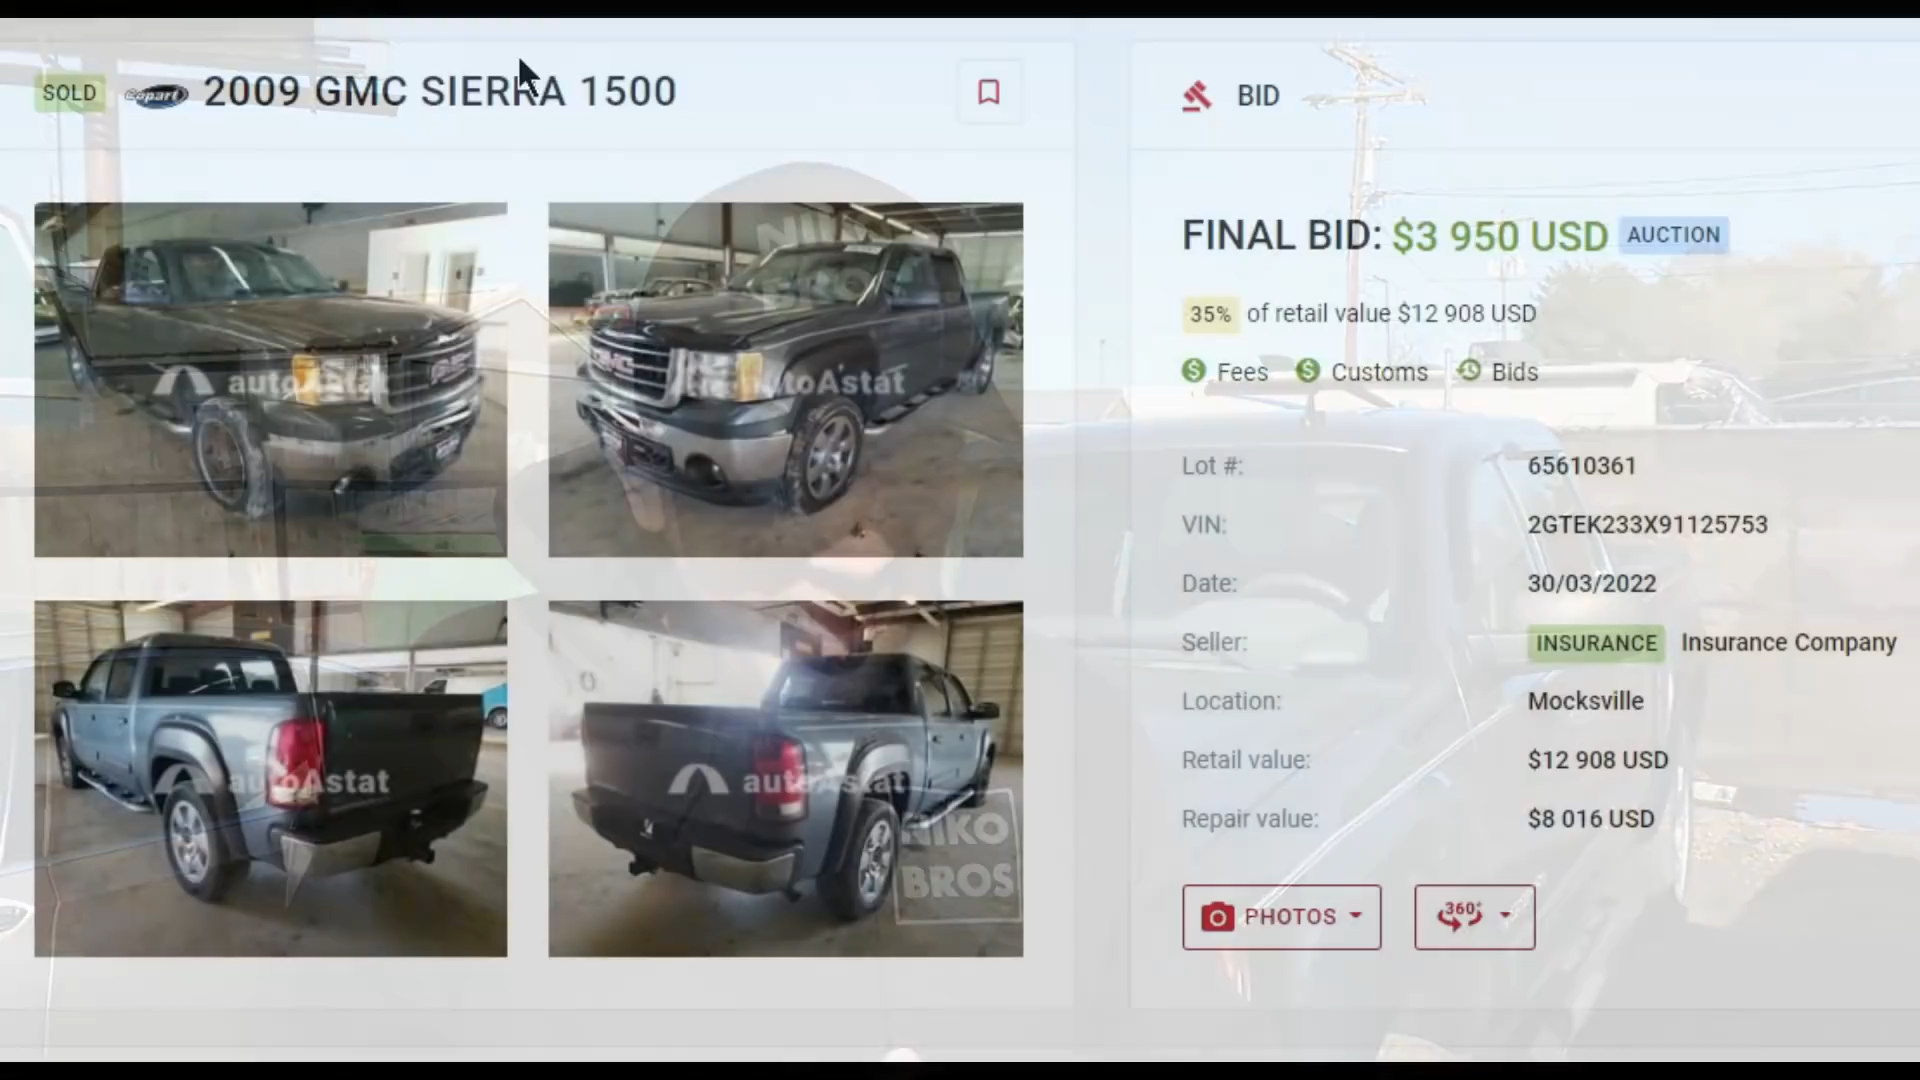 SOLD Copart 2009 GMC SIERRA 1500
BID
FINAL BID: $3 950 USD AUCTION
35% of retail value $12 908 USD
Fees Customs Bids
Lot #: 65610361
VIN: 2GTEK233X91125753
Date: 30/03/2022
Seller: INSURANCE Insurance Company
Location: Mocksville
Retail value: $12 908 USD
Repair value: $8 016 USD
PHOTOS 360°
autoAstat
autoAstat
autoAstat
autoAstat
NIKO
BROS